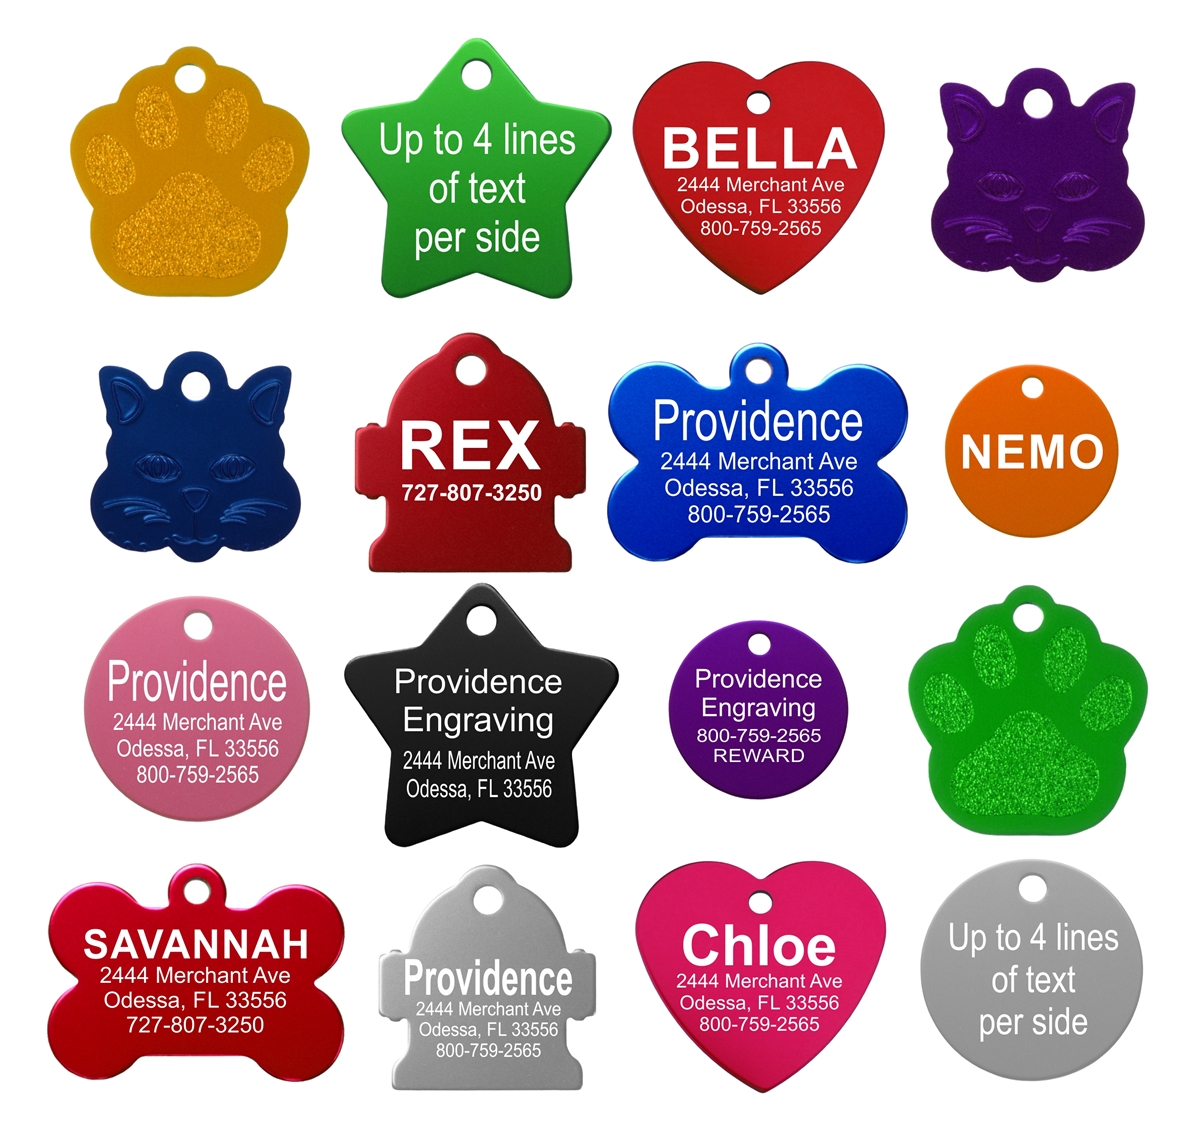 Up to 4 lines
of text
per side
BELLA
2444 Merchant Ave
Odessa, FL 33556
800-759-2565
REX
727-807-3250
Providence
2444 Merchant Ave
Odessa, FL 33556
800-759-2565
NEMO
Providence
2444 Merchant Ave
Odessa, FL 33556
800-759-2565
Providence
Engraving
2444 Merchant Ave
Odessa, FL 33556
Providence
Engraving
800-759-2565
REWARD
SAVANNAH
2444 Merchant Ave
Odessa, FL 33556
727-807-3250
Providence
2444 Merchant Ave
Odessa, FL 33556
800-759-2565
Chloe
2444 Merchant Ave
Odessa, FL 33556
800-759-2565
Up to 4 lines
of text
per side